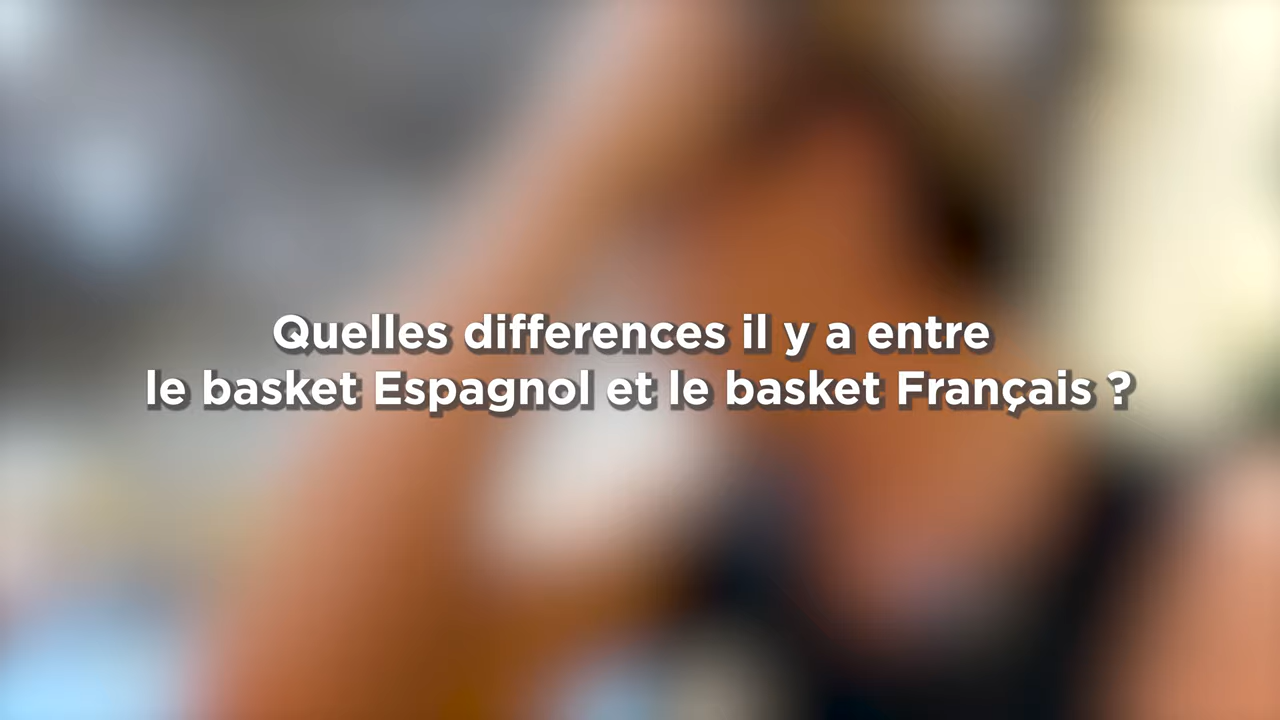 Quelles differences il y a entre
le basket Espagnol et le basket Français ?